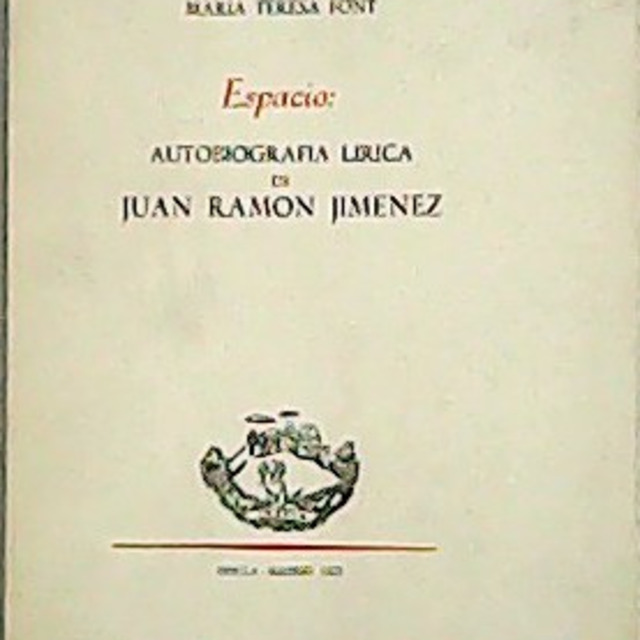 MARIA TERESA FONT
Espacio:
AUTOBIOGRAFIA LIRICA
DE
JUAN RAMON JIMENEZ